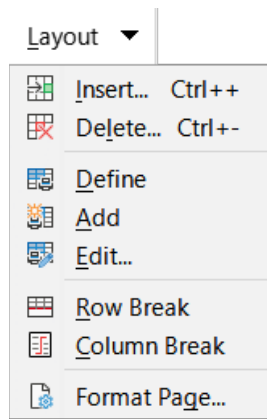 Layout
Insert... Ctrl++
Delete... Ctrl+-
Define
Add
Edit...
Row Break
Column Break
Format Page...